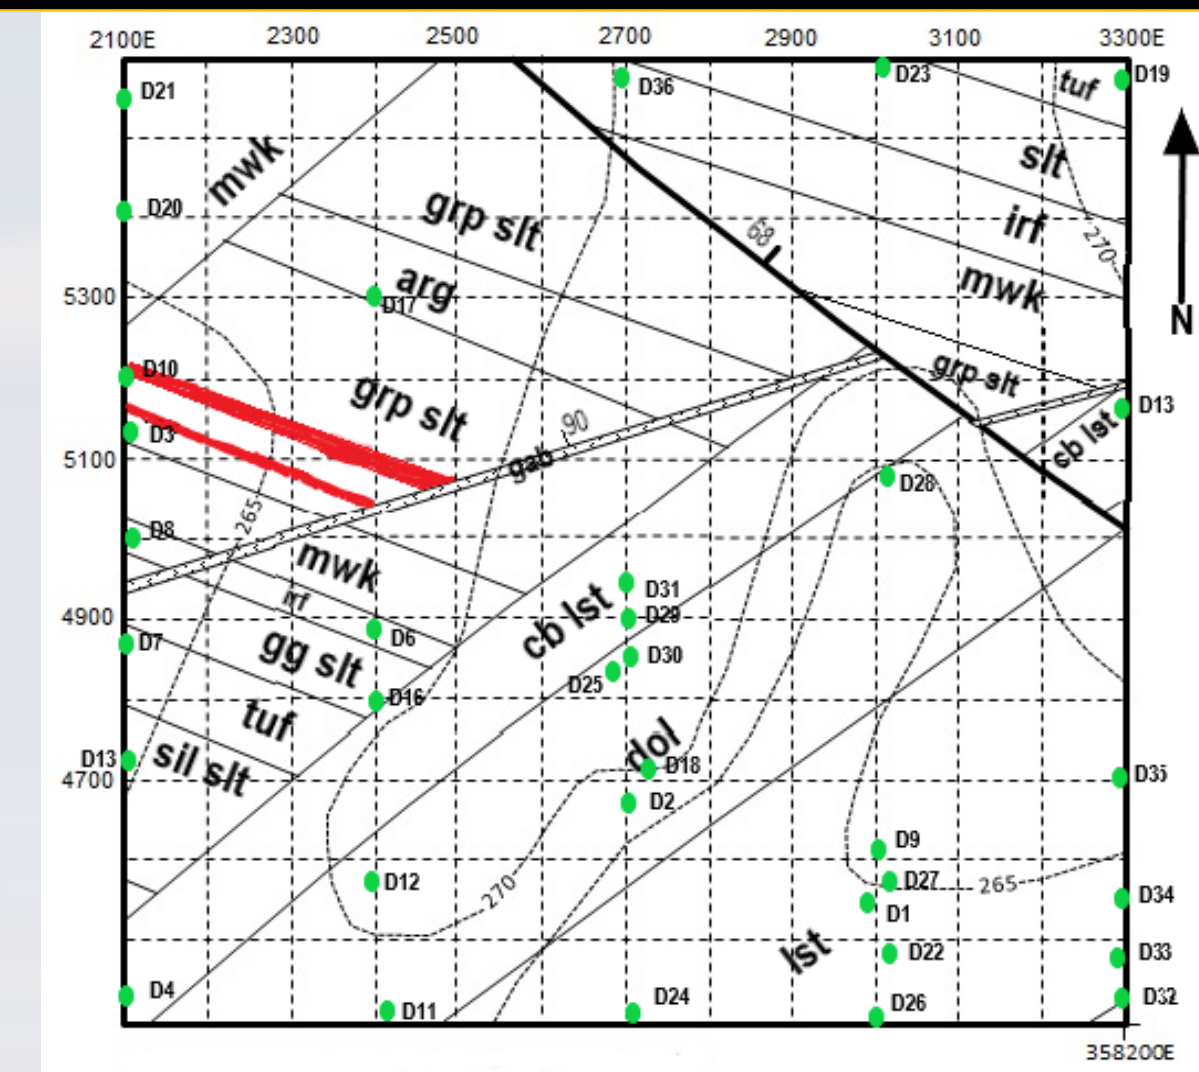 2100E 2300 2500 2700 2900 3100 3300E
D21
D36
D23
tuf
D19
mwk
slt
D20
grp slt
irf
68
270
arg
mwk
5300
D17
N
D10
grp slt
grp slt
D13
D3
90
gab
cb lst
5100
D28
265
D8
mwk
D31
irf
cb lst
4900
D29
D7
D6
gg slt
D30
D25
D16
tuf
dol
D13
sil slt
D18
4700
D35
D2
D9
D12
270
D27
265
D34
D1
lst
D22
D33
D4
D24
D32
D11
D26
358200E